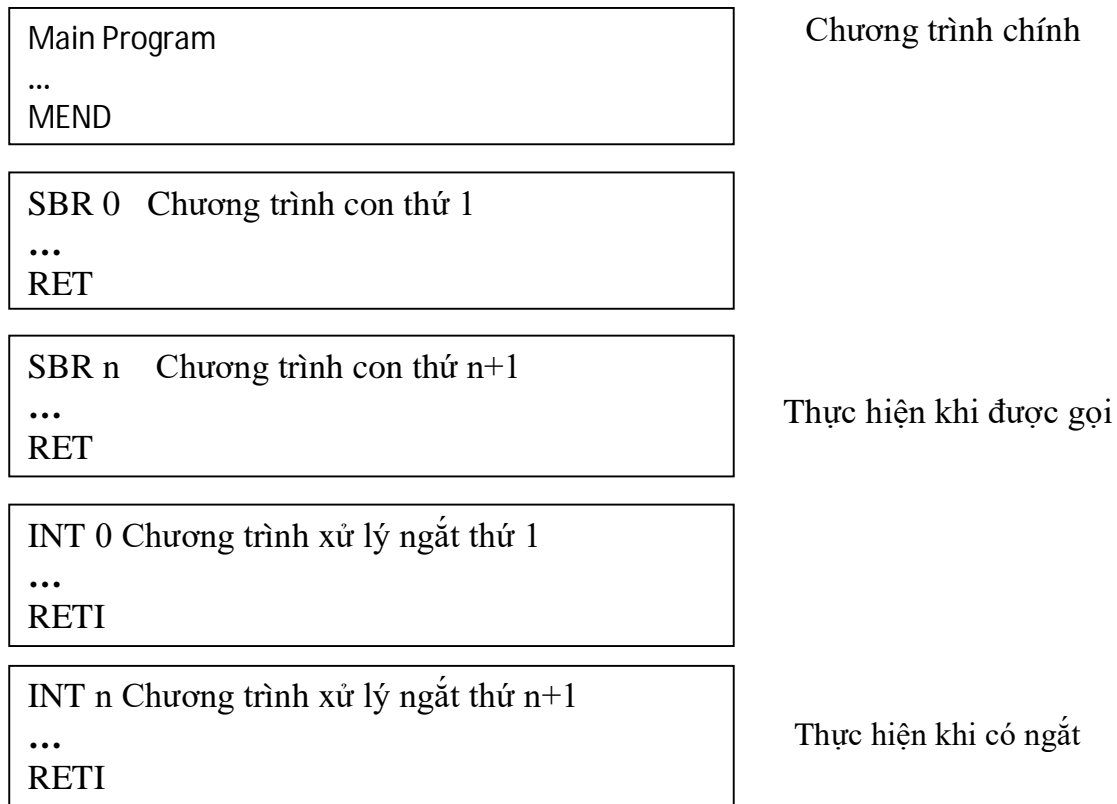 Main Program
Chương trình chính
...
MEND
SBR 0 Chương trình con thứ 1
...
RET
SBR n Chương trình con thứ n+1
...
RET
Thực hiện khi được gọi
INT 0 Chương trình xử lý ngắt thứ 1
...
RETI
INT n Chương trình xử lý ngắt thứ n+1
...
RETI
Thực hiện khi có ngắt